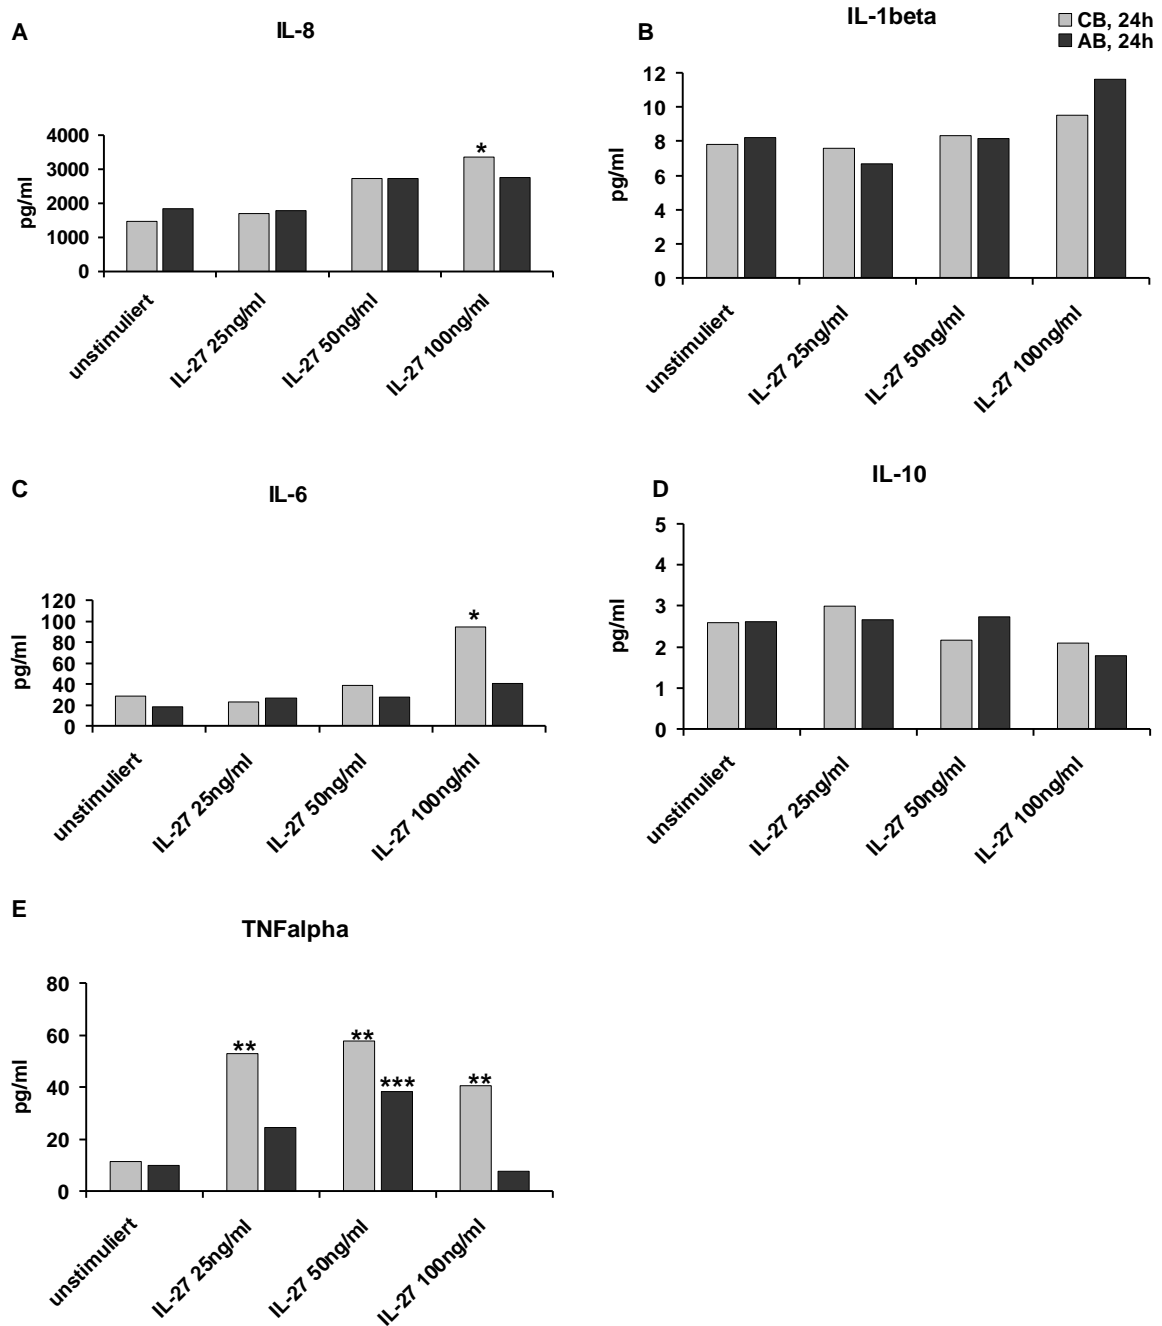 A
IL-8
4000
3000
2000
1000
0
pg/ml
*
unstimuliert
IL-27 25ng/ml
IL-27 50ng/ml
IL-27 100ng/ml
B
IL-1beta
CB, 24h
AB, 24h
12
10
8
6
4
2
0
pg/ml
unstimuliert
IL-27 25ng/ml
IL-27 50ng/ml
IL-27 100ng/ml
C
IL-6
120
100
80
60
40
20
0
pg/ml
*
unstimuliert
IL-27 25ng/ml
IL-27 50ng/ml
IL-27 100ng/ml
D
IL-10
5
4
3
2
1
0
pg/ml
unstimuliert
IL-27 25ng/ml
IL-27 50ng/ml
IL-27 100ng/ml
E
TNFalpha
80
60
40
20
0
pg/ml
**
**
***
**
unstimuliert
IL-27 25ng/ml
IL-27 50ng/ml
IL-27 100ng/ml